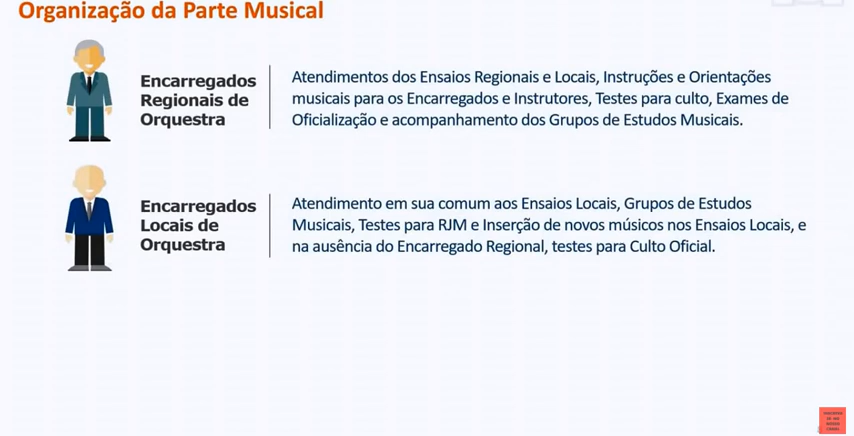 Organização da Parte Musical
Encarregados
Regionais de
Orquestra
Atendimentos dos Ensaios Regionais e Locais, Instruções e Orientações
musicais para os Encarregados e Instrutores, Testes para culto, Exames de
Oficialização e acompanhamento dos Grupos de Estudos Musicais.
Encarregados
Locais de
Orquestra
Atendimento em sua comum aos Ensaios Locais, Grupos de Estudos
Musicais, Testes para RJM e Inserção de novos músicos nos Ensaios Locais, e
na ausência do Encarregado Regional, testes para Culto Oficial.